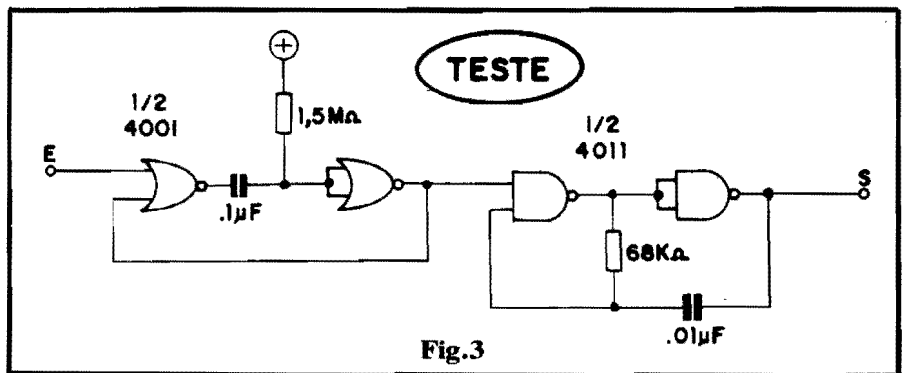 TESTE
1/2
4001
1,5MΩ
1/2
4011
E
.1µF
S
68KΩ
.01µF
Fig.3